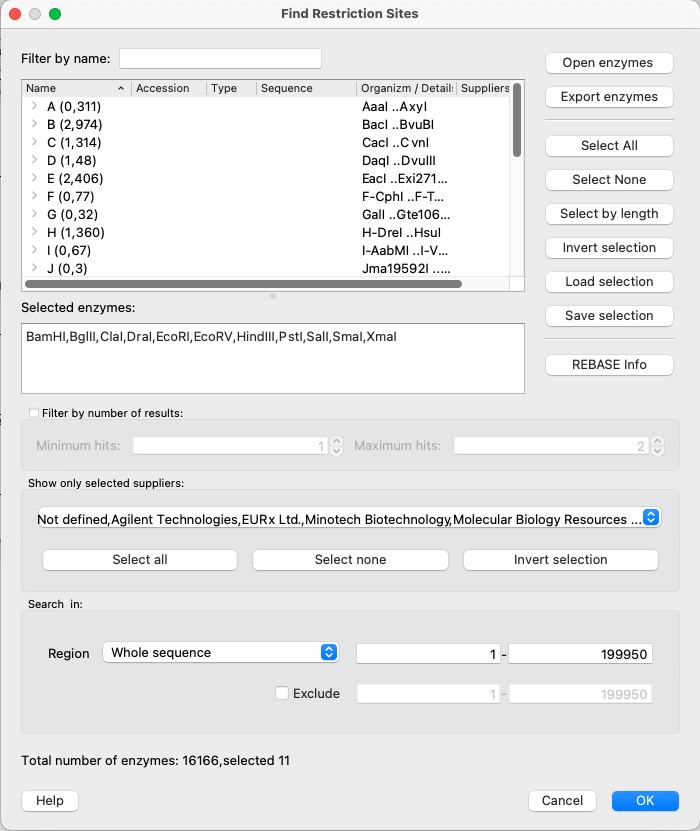 Find Restriction Sites
Filter by name:
Open enzymes
Export enzymes
Name Accession Type Sequence Organizm / Details Suppliers
A (0,311) AaaI ..AxyI
B (2,974) BacI ..BvuBI
C (1,314) CacI ..CvnI
D (1,48) DaqI ..DvuIII
E (2,406) EacI ..Exi271...
F (0,77) F-CphI ..F-T...
G (0,32) GalI ..Gte106...
H (1,360) H-DreI ..HsuI
I (0,67) I-AabMI ..I-V...
J (0,3) Jma19592I .....
Select All
Select None
Select by length
Invert selection
Load selection
Save selection
REBASE Info
Selected enzymes:
BamHI,BglII,ClaI,DraI,EcoRI,EcoRV,HindIII,PstI,SalI,SmaI,XmaI
Filter by number of results:
Minimum hits: 1 Maximum hits: 2
Show only selected suppliers:
Not defined,Agilent Technologies,EURx Ltd.,Minotech Biotechnology,Molecular Biology Resources ...
Select all Select none Invert selection
Search in:
Region Whole sequence 1 - 199950
Exclude 1 - 199950
Total number of enzymes: 16166,selected 11
Help Cancel OK